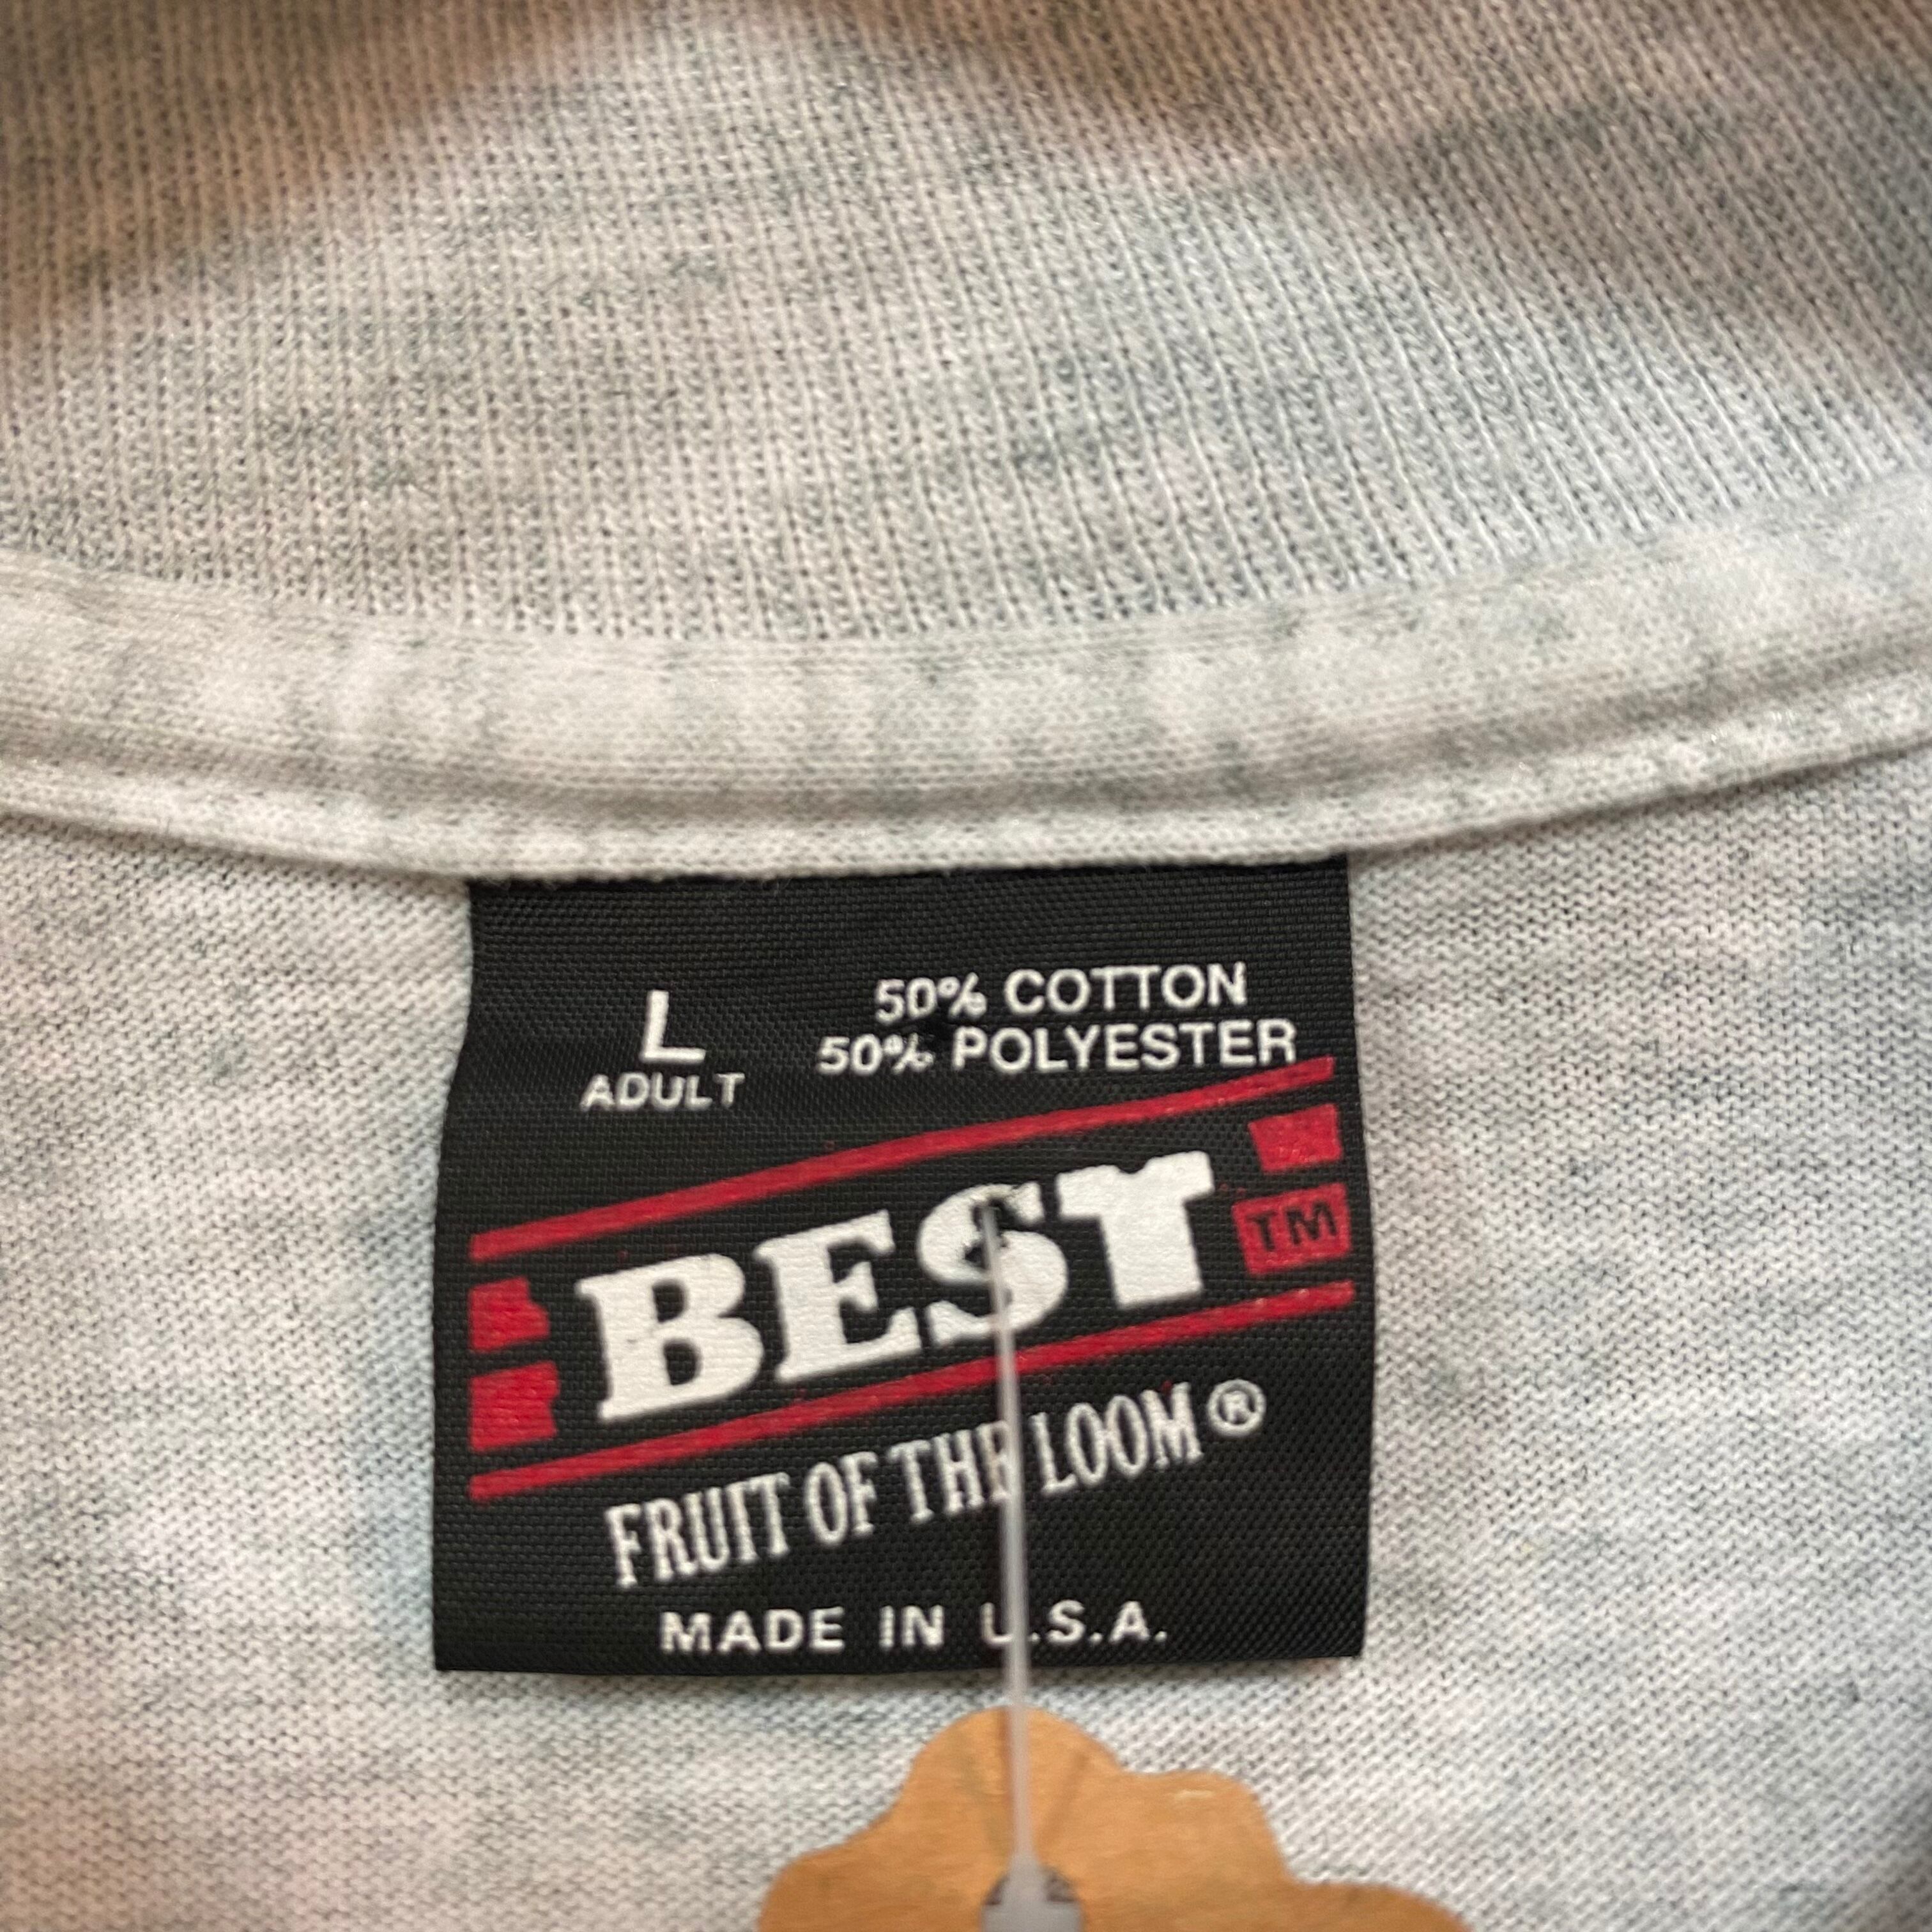 L
ADULT
50% COTTON
50% POLYESTER
BEST
TM
FRUIT OF THE LOOM®
MADE IN U.S.A.